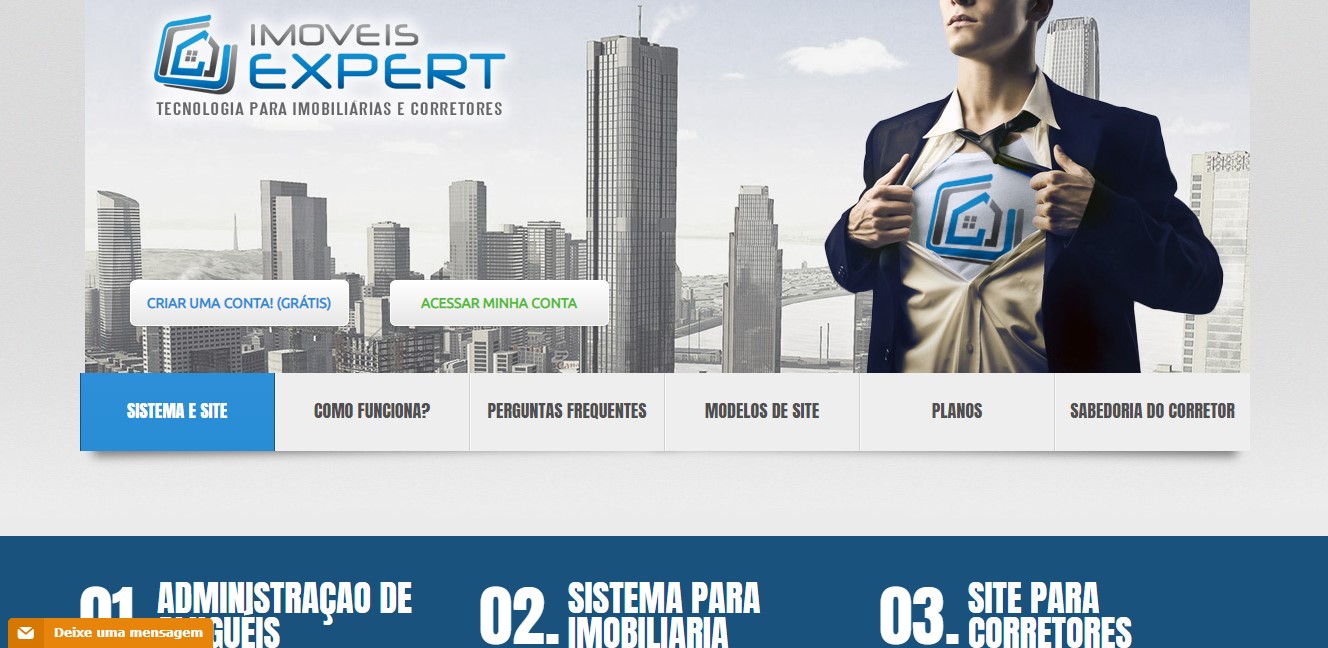 IMOVEIS
EXPERT
TECNOLOGIA PARA IMOBILIÁRIAS E CORRETORES
CRIAR UMA CONTA! (GRÁTIS)
ACESSAR MINHA CONTA
SISTEMA E SITE
COMO FUNCIONA?
PERGUNTAS FREQUENTES
MODELOS DE SITE
PLANOS
SABEDORIA DO CORRETOR
01.
ADMINISTRAÇAO DE
02.
SISTEMA PARA
IMOBILIARIA
03.
SITE PARA
CORRETORES
Deixe uma mensagem